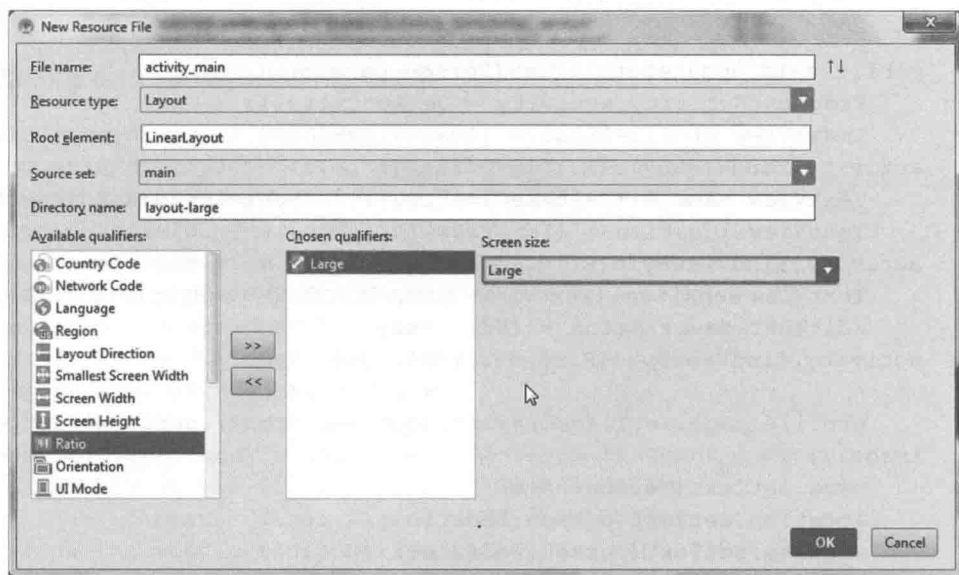 New Resource File
File name: activity_main
Resource type: Layout
Root element: LinearLayout
Source set: main
Directory name: layout-large
Available qualifiers:
Country Code
Network Code
Language
Region
Layout Direction
Smallest Screen Width
Screen Width
Screen Height
Ratio
Orientation
UI Mode
>>
<<
Chosen qualifiers:
Large
Screen size:
Large
OK
Cancel